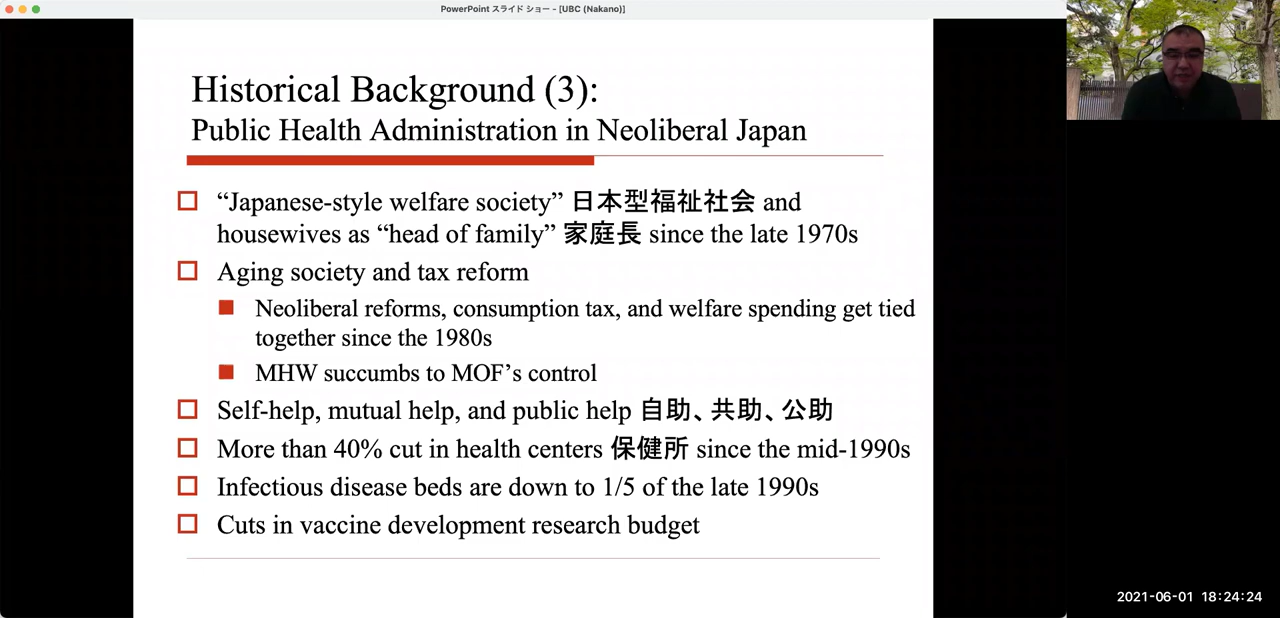 PowerPoint スライド ショー - [UBC (Nakano)]
Historical Background (3):
Public Health Administration in Neoliberal Japan
“Japanese-style welfare society” 日本型福祉社会 and
housewives as “head of family” 家庭長 since the late 1970s
Aging society and tax reform
Neoliberal reforms, consumption tax, and welfare spending get tied
together since the 1980s
MHW succumbs to MOF’s control
Self-help, mutual help, and public help 自助、共助、公助
More than 40% cut in health centers 保健所 since the mid-1990s
Infectious disease beds are down to 1/5 of the late 1990s
Cuts in vaccine development research budget
2021-06-01 18:24:24